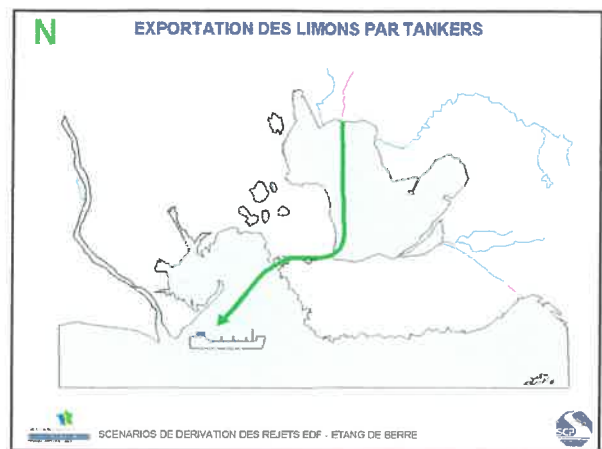 N
EXPORTATION DES LIMONS PAR TANKERS
SCENARIOS DE DERIVATION DES REJETS EDF - ETANG DE BERRE
SCP